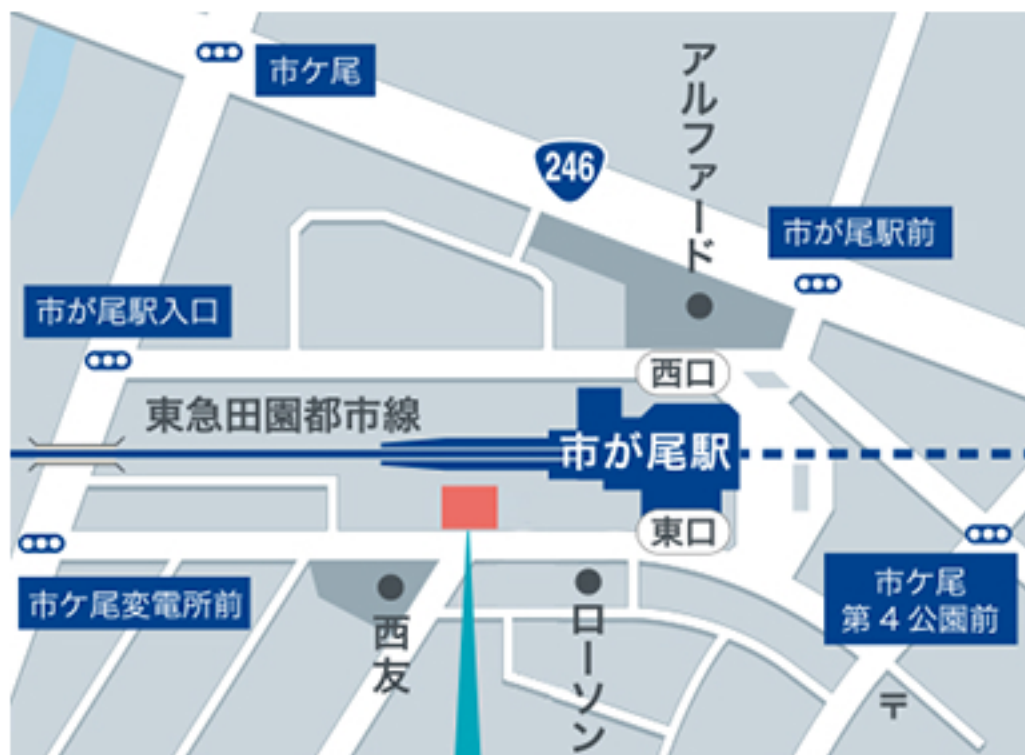 市ケ尾
アルファード
246
市が尾駅前
市が尾駅入口
西口
東急田園都市線
市が尾駅
東口
市ケ尾変電所前
西友
ローソン
市ケ尾
第4公園前
〒